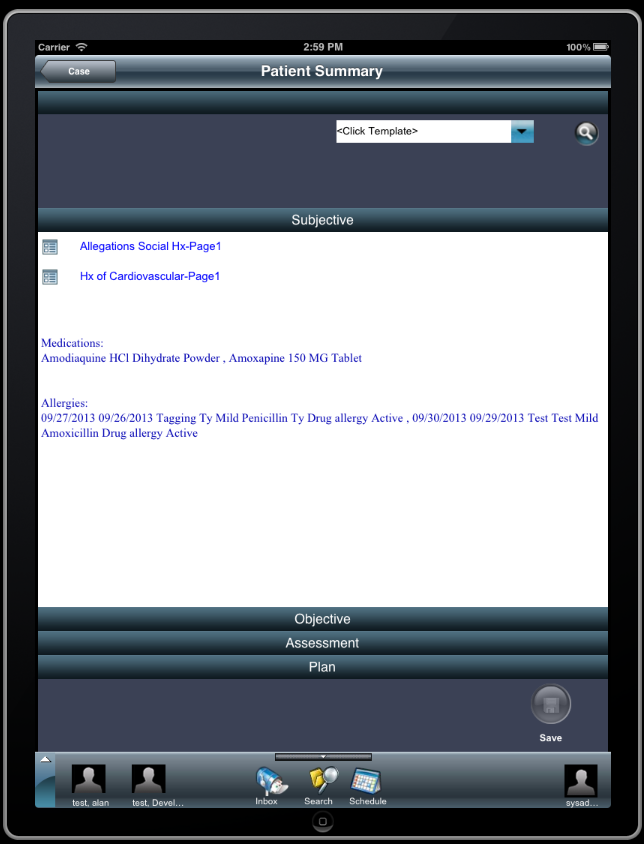 Carrier 2:59 PM 100%
Case Patient Summary
<Click Template>
Subjective
Allegations Social Hx-Page1
Hx of Cardiovascular-Page1
Medications:
Amodiaquine HCl Dihydrate Powder , Amoxapine 150 MG Tablet
Allergies:
09/27/2013 09/26/2013 Tagging Ty Mild Penicillin Ty Drug allergy Active , 09/30/2013 09/29/2013 Test Test Mild
Amoxicillin Drug allergy Active
Objective
Assessment
Plan
Save
test, alan test, Devel... Inbox Search Schedule sysad...